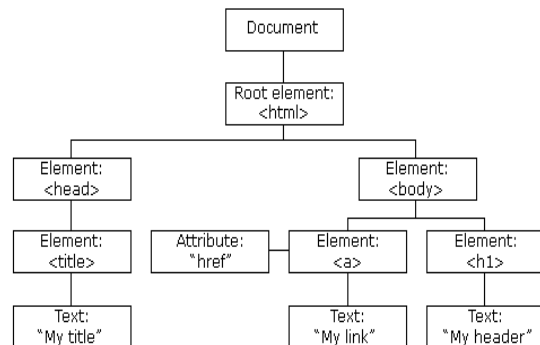 Document
Root element:
<html>
Element:
<head>
Element:
<body>
Element:
<title>
Attribute:
"href"
Element:
<a>
Element:
<h1>
Text:
"My title"
Text:
"My link"
Text:
"My header"